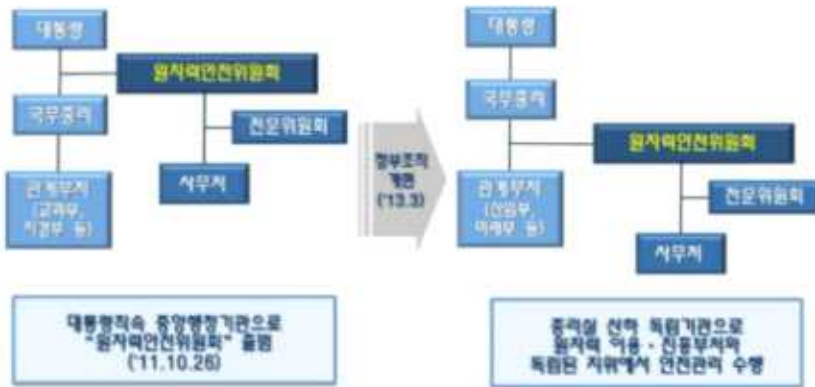 대통령
원자력안전위원회
국무총리
전문위원회
관계부처
(교과부,
지경부 등)
사무처
대통령직속 중앙행정기관으로
"원자력안전위원회" 출범
('11.10.26)
정부조직
개편
('13.3)
대통령
국무총리
원자력안전위원회
관계부처
(산업부,
미래부 등)
전문위원회
사무처
총리실 산하 독립기관으로
원자력 이용·진흥부처와
독립된 지위에서 안전관리 수행